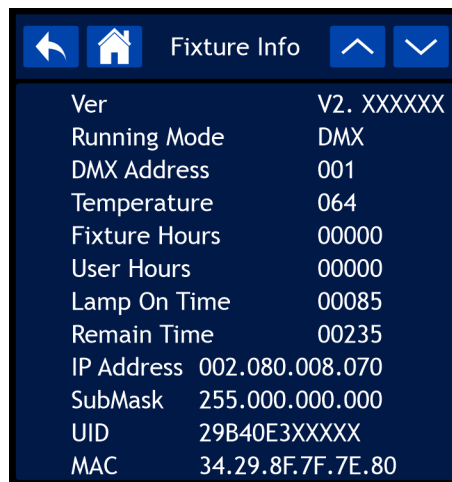 Fixture Info
Ver V2. XXXXXX
Running Mode DMX
DMX Address 001
Temperature 064
Fixture Hours 00000
User Hours 00000
Lamp On Time 00085
Remain Time 00235
IP Address 002.080.008.070
SubMask 255.000.000.000
UID 29B40E3XXXXX
MAC 34.29.8F.7F.7E.80